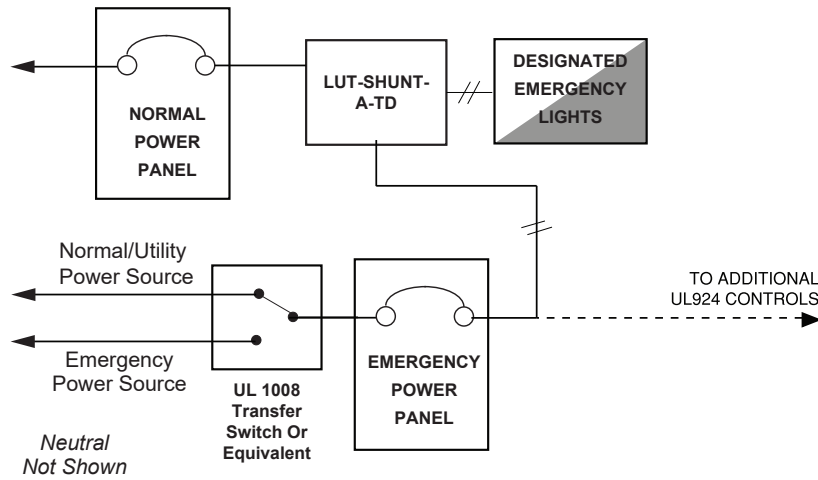 NORMAL
POWER
PANEL
LUT-SHUNT-
A-TD
DESIGNATED
EMERGENCY
LIGHTS
Normal/Utility
Power Source
Emergency
Power Source
UL 1008
Transfer
Switch Or
Equivalent
EMERGENCY
POWER
PANEL
TO ADDITIONAL
UL924 CONTROLS
Neutral
Not Shown